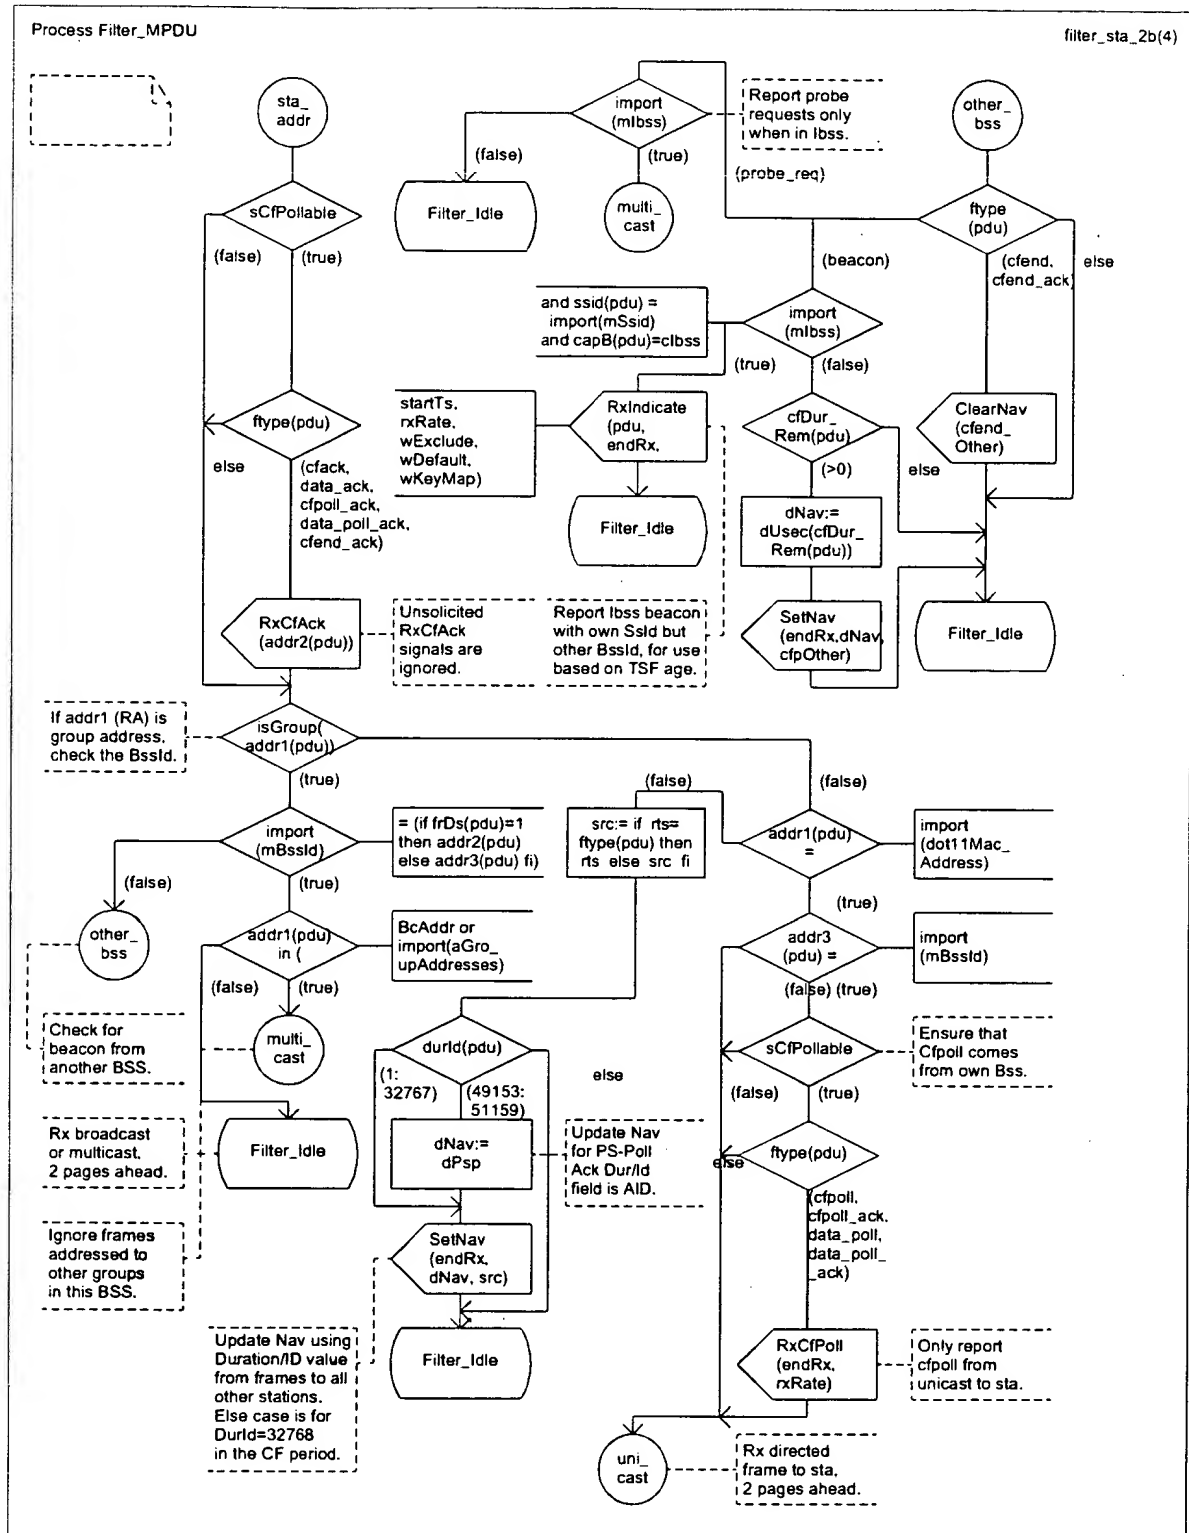 Process Filter_MPDU
filter_sta_2b(4)
sta_
addr
import
(mIbss)
Report probe
requests only
when in Ibss.
other_
bss
(false)
(true)
(probe_req)
sCfPollable
Filter_Idle
multi_
cast
ftype
(pdu)
(false)
(true)
(beacon)
(cfend,
cfend_ack)
else
and ssid(pdu) =
import(mSsid)
and capB(pdu)=cIbss
import
(mIbss)
(true)
(false)
ftype(pdu)
startTs,
rxRate,
wExclude,
wDefault,
wKeyMap)
RxIndicate
(pdu,
endRx,
cfDur_
Rem(pdu)
ClearNav
(cfend_
Other)
else
(cfack,
data_ack,
cfpoll_ack,
data_poll_ack,
cfend_ack)
(>0)
else
Filter_Idle
dNav:=
dUsec(cfDur_
Rem(pdu))
RxCfAck
(addr2(pdu))
Unsolicited
RxCfAck
signals are
ignored.
Report Ibss beacon
with own SsId but
other BssId, for use
based on TSF age.
SetNav
(endRx,dNav,
cfpOther)
Filter_Idle
If addr1 (RA) is
group address,
check the BssId.
isGroup(
addr1(pdu))
(true)
(false)
(false)
import
(mBssId)
= (if frDs(pdu)=1
then addr2(pdu)
else addr3(pdu) fi)
src:= if rts=
ftype(pdu) then
rts else src fi
addr1(pdu)
=
import
(dot11Mac_
Address)
(false)
(true)
(true)
other_
bss
addr1(pdu)
in (
BcAddr or
import(aGro_
upAddresses)
addr3
(pdu) =
import
(mBssId)
(false)
(true)
(false) (true)
Check for
beacon from
another BSS.
multi_
cast
durId(pdu)
sCfPollable
Ensure that
Cfpoll comes
from own Bss.
(1:
32767)
(49153:
51159)
else
(false)
(true)
Rx broadcast
or multicast,
2 pages ahead.
Filter_Idle
dNav:=
dPsp
Update Nav
for PS-Poll
Ack Dur/Id
field is AID.
ftype(pdu)
else
Ignore frames
addressed to
other groups
in this BSS.
SetNav
(endRx,
dNav, src)
(cfpoll,
cfpoll_ack,
data_poll,
data_poll_
_ack)
Update Nav using
Duration/ID value
from frames to all
other stations.
Else case is for
DurId=32768
in the CF period.
Filter_Idle
RxCfPoll
(endRx,
rxRate)
Only report
cfpoll from
unicast to sta.
uni_
cast
Rx directed
frame to sta,
2 pages ahead.